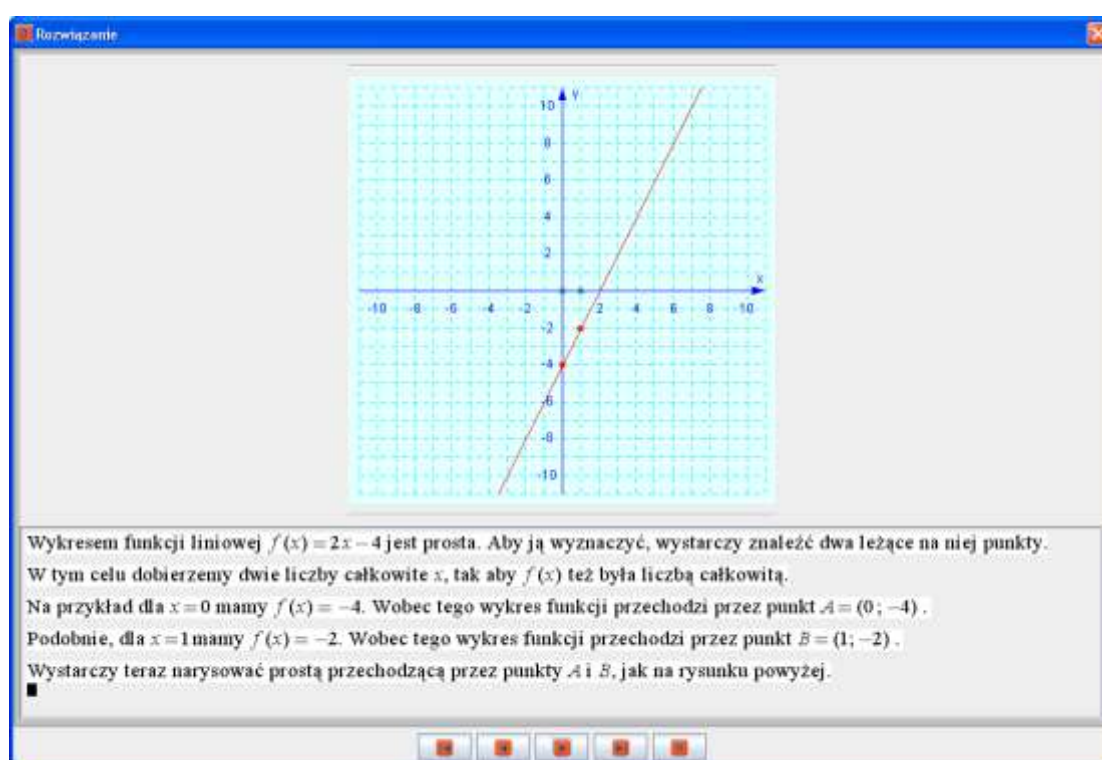 Rozwiązanie
Y
10
8
6
4
2
X
-10 -8 -6 -4 -2 2 4 6 8 10
-2
-4
-6
-8
-10
Wykresem funkcji liniowej f(x) = 2x − 4 jest prosta. Aby ją wyznaczyć, wystarczy znaleźć dwa leżące na niej punkty.
W tym celu dobierzemy dwie liczby całkowite x, tak aby f(x) też była liczbą całkowitą.
Na przykład dla x = 0 mamy f(x) = −4. Wobec tego wykres funkcji przechodzi przez punkt A = (0 ; −4) .
Podobnie, dla x = 1 mamy f(x) = −2. Wobec tego wykres funkcji przechodzi przez punkt B = (1; −2) .
Wystarczy teraz narysować prostą przechodzącą przez punkty A i B, jak na rysunku powyżej.